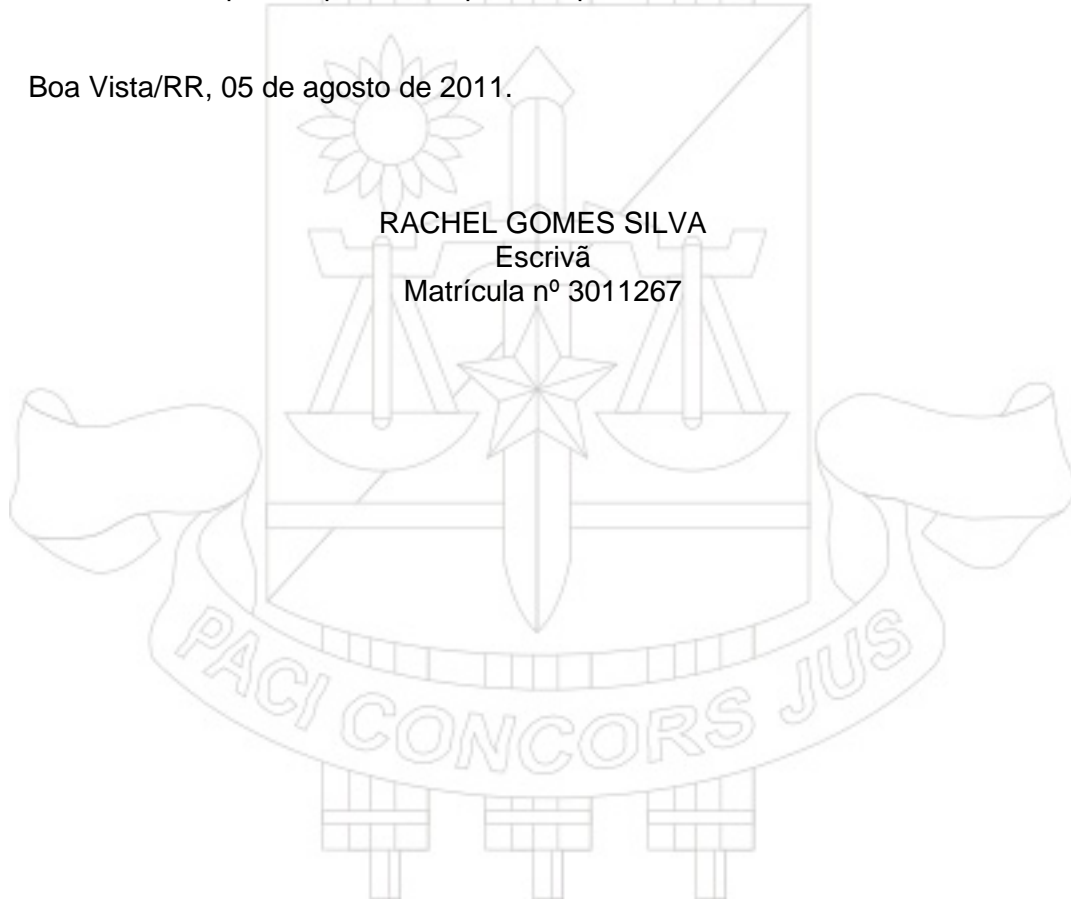 Boa Vista/RR, 05 de agosto de 2011.
RACHEL GOMES SILVA
Escrivã
Matrícula nº 3011267
PACI CONCORS JUS